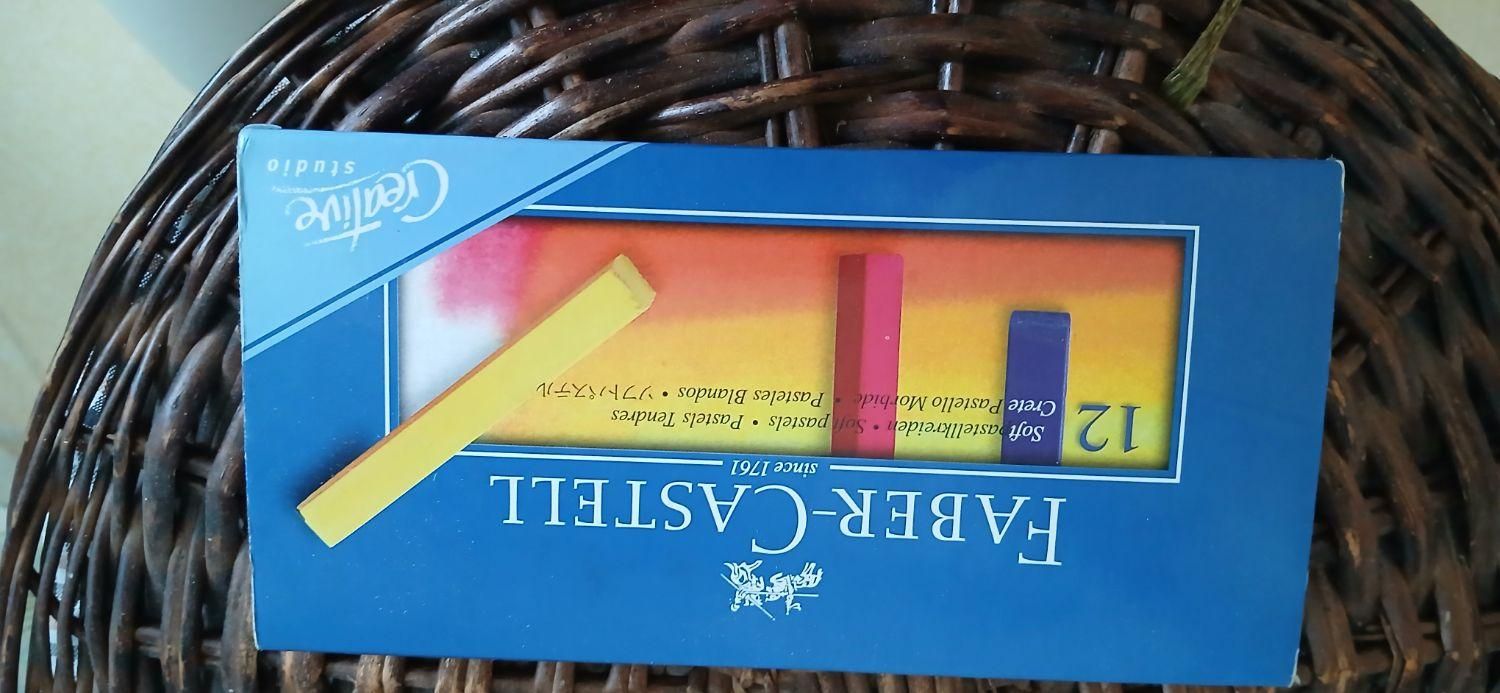 FABER-CASTELL
since 1761
12
Softpastellkreiden • Soft pastels • Pastels Tendres
Crete Pastello Morbide • Pasteles Blandos • ソフトパステル
Creative
studio